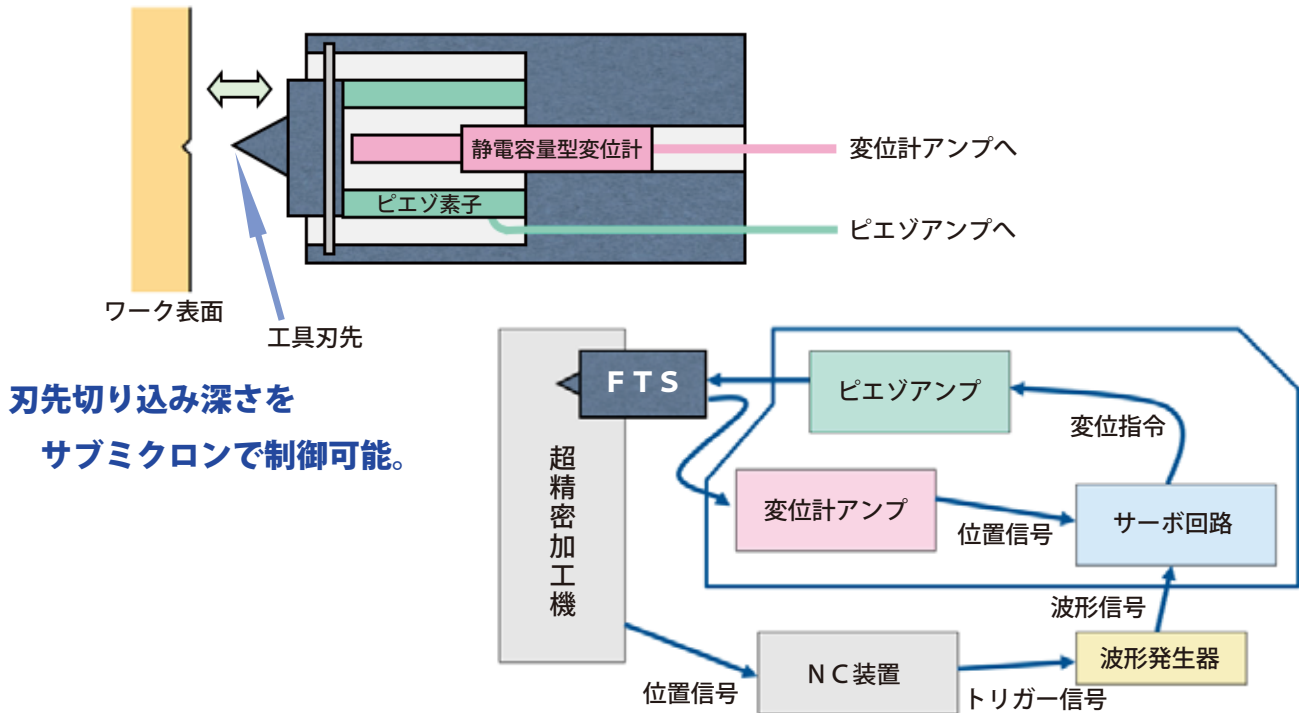 静電容量型変位計
変位計アンプへ
ピエゾ素子
ピエゾアンプへ
ワーク表面
工具刃先
刃先切り込み深さを
サブミクロンで制御可能。
FTS
ピエゾアンプ
変位指令
超精密加工機
変位計アンプ
位置信号
サーボ回路
波形信号
位置信号
NC装置
トリガー信号
波形発生器